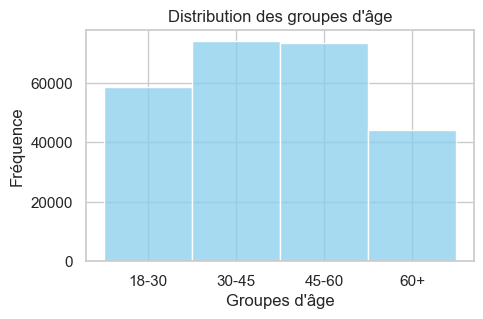 Distribution des groupes d'âge
Fréquence
60000
40000
20000
0
18-30 30-45 45-60 60+
Groupes d'âge